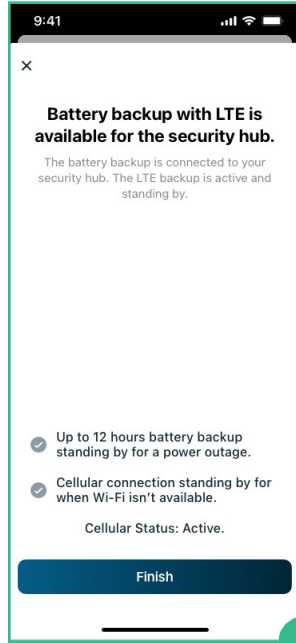 9:41
Battery backup with LTE is
available for the security hub.
The battery backup is connected to your
security hub. The LTE backup is active and
standing by.
Up to 12 hours battery backup
standing by for a power outage.
Cellular connection standing by for
when Wi-Fi isn’t available.
Cellular Status: Active.
Finish